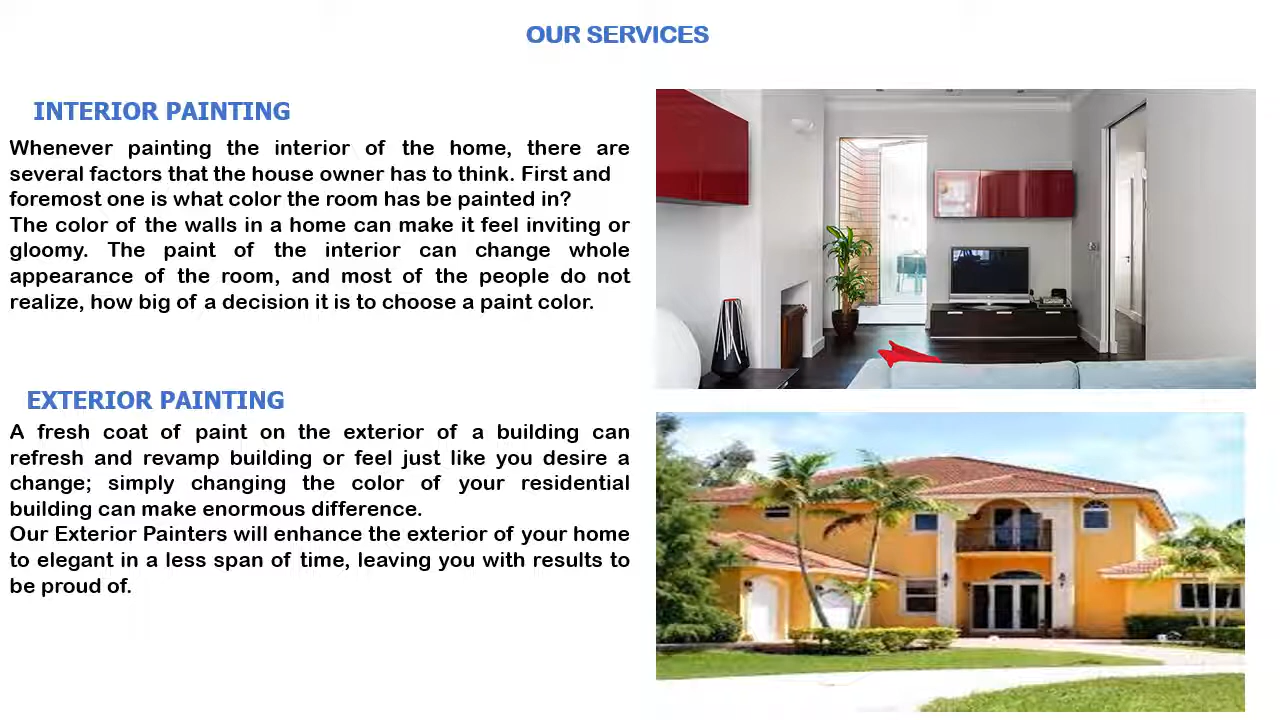 OUR SERVICES
INTERIOR PAINTING
Whenever painting the interior of the home, there are
several factors that the house owner has to think. First and
foremost one is what color the room has be painted in?
The color of the walls in a home can make it feel inviting or
gloomy. The paint of the interior can change whole
appearance of the room, and most of the people do not
realize, how big of a decision it is to choose a paint color.
EXTERIOR PAINTING
A fresh coat of paint on the exterior of a building can
refresh and revamp building or feel just like you desire a
change; simply changing the color of your residential
building can make enormous difference.
Our Exterior Painters will enhance the exterior of your home
to elegant in a less span of time, leaving you with results to
be proud of.